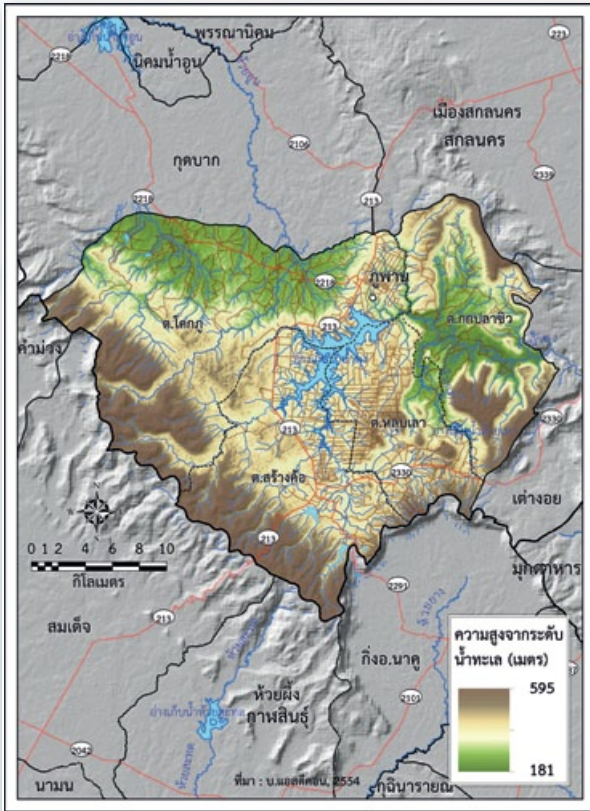 พรรณานิคม
นิคมน้ำอูน
2218
223
2106
เมืองสกลนคร
สกลนคร
2339
กุดบาก
2218
213
2218
ภูพาน
213
ต.โคกภู
ต.กกปลาซิว
คำม่วง
213
ต.หลุบเลา
2330
ต.สร้างค้อ
2330
เต่างอย
213
มุกดาหาร
0 1 2 4 6 8 10
กิโลเมตร
2291
สมเด็จ
213
กิ่งอ.นาคู
ห้วยผึ้ง
กาฬสินธุ์
2101
2042
นามน
กุฉินารายณ์
ความสูงจากระดับ
น้ำทะเล (เมตร)
595
181
ที่มา : บ.แอลดีคอน, 2554